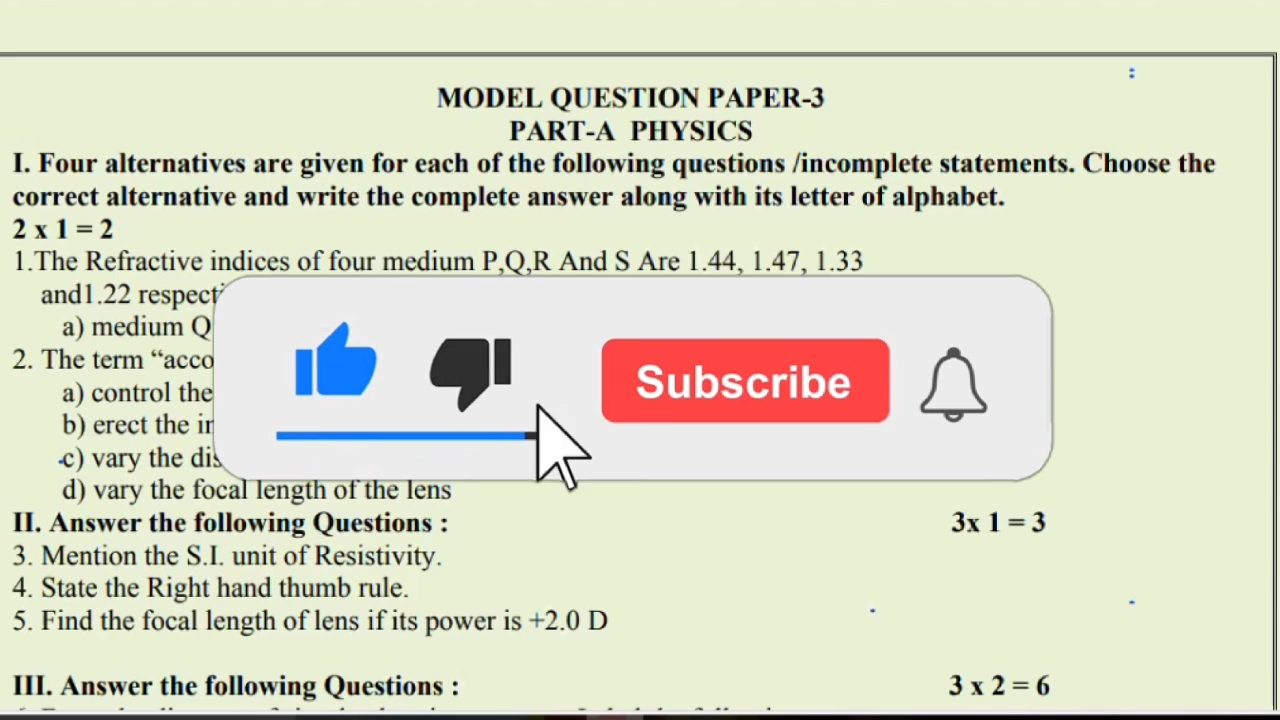 MODEL QUESTION PAPER-3
PART-A PHYSICS
I. Four alternatives are given for each of the following questions /incomplete statements. Choose the
correct alternative and write the complete answer along with its letter of alphabet.
2 x 1 = 2
1.The Refractive indices of four medium P,Q,R And S Are 1.44, 1.47, 1.33
and1.22
a) medium Q
2. The term
a) control the
b) erect the
c) vary the
d) vary the focal length of the lens
Subscribe
II. Answer the following Questions : 3x 1 = 3
3. Mention the S.I. unit of Resistivity.
4. State the Right hand thumb rule.
5. Find the focal length of lens if its power is +2.0 D
III. Answer the following Questions : 3 x 2 = 6